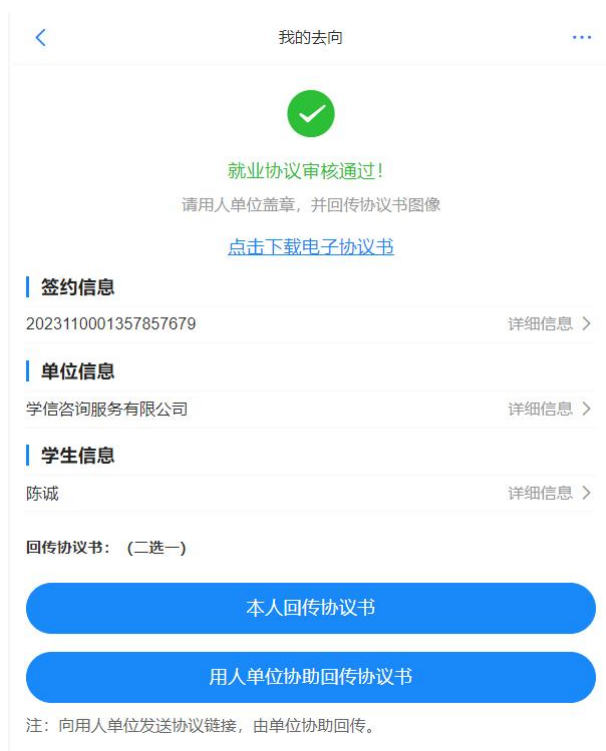 我的去向
就业协议审核通过!
请用人单位盖章，并回传协议书图像
点击下载电子协议书
签约信息
2023110001357857679 详细信息
单位信息
学信咨询服务有限公司 详细信息
学生信息
陈诚 详细信息
回传协议书：（二选一)
本人回传协议书
用人单位协助回传协议书
注：向用人单位发送协议链接，由单位协助回传。